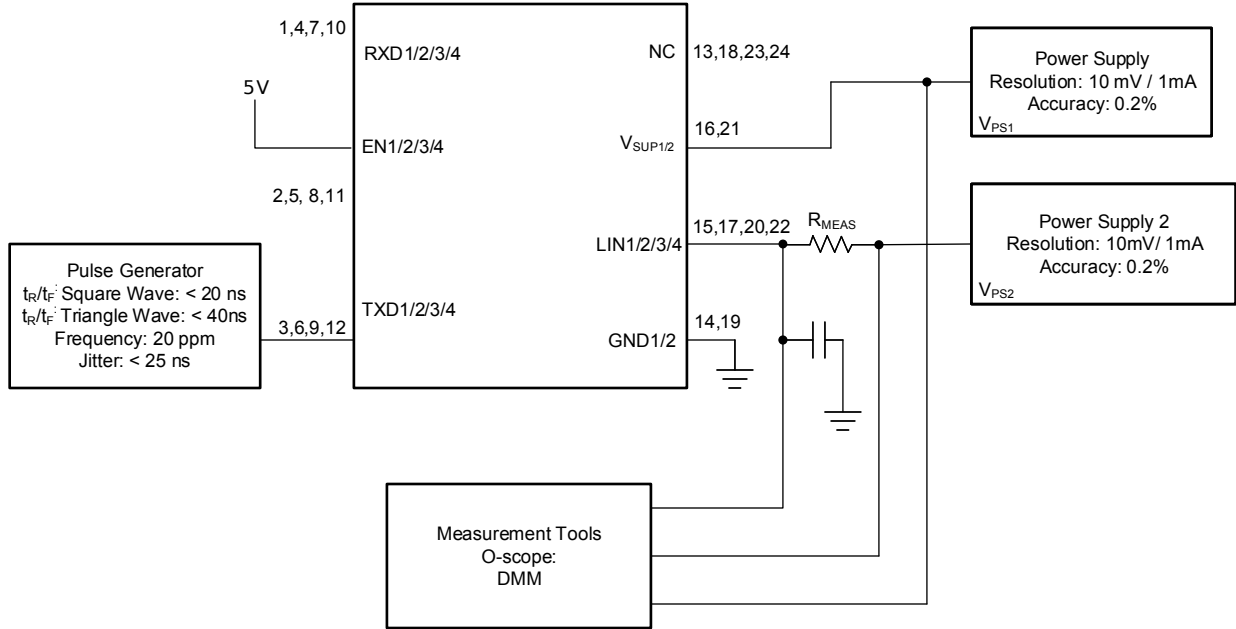 1,4,7,10
RXD1/2/3/4
NC
13,18,23,24
Power Supply
Resolution: 10 mV / 1mA
Accuracy: 0.2%
VPS1
5V
EN1/2/3/4
VSUP1/2
16,21
2,5, 8,11
15,17,20,22
RMEAS
LIN1/2/3/4
Power Supply 2
Resolution: 10mV/ 1mA
Accuracy: 0.2%
VPS2
Pulse Generator
tR/tF: Square Wave: < 20 ns
tR/tF: Triangle Wave: < 40ns
Frequency: 20 ppm
Jitter: < 25 ns
3,6,9,12
TXD1/2/3/4
14,19
GND1/2
Measurement Tools
O-scope:
DMM